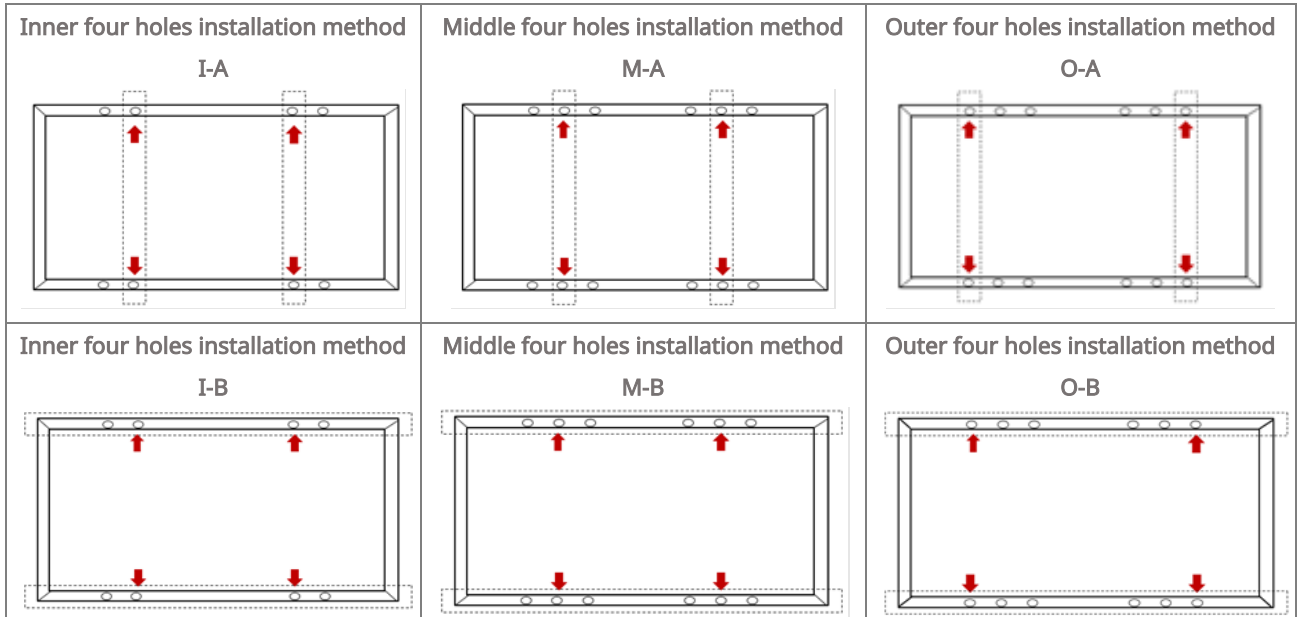 Inner four holes installation method
I-A
Middle four holes installation method
M-A
Outer four holes installation method
O-A
Inner four holes installation method
I-B
Middle four holes installation method
M-B
Outer four holes installation method
O-B